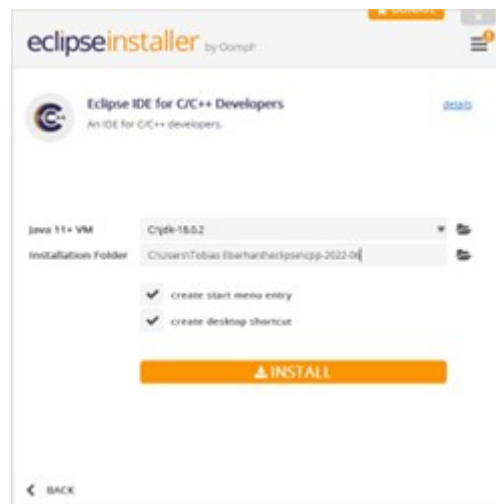 DONATE
eclipseinstaller by Oomph
Eclipse IDE for C/C++ Developers
details
An IDE for C/C++ developers.
Java 11+ VM C:\jdk-18.0.2
Installation Folder C:\Users\Tobias Eberhard\eclipse\cpp-2022-06
create start menu entry
create desktop shortcut
INSTALL
BACK